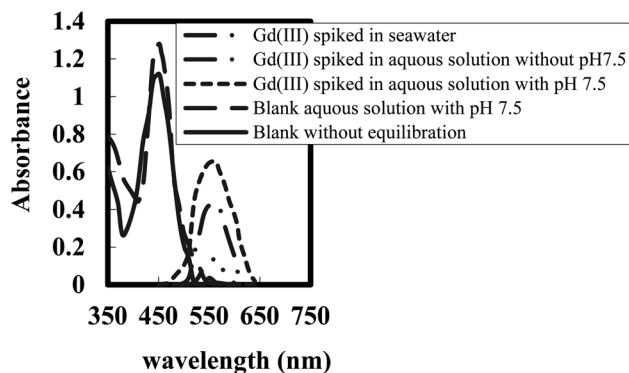 1.4
1.2
1
0.8
0.6
0.4
0.2
0
Absorbance
Gd(III) spiked in seawater
Gd(III) spiked in aqueous solution without pH7.5
Gd(III) spiked in aqueous solution with pH 7.5
Blank aquous solution with pH 7.5
Blank without equilibration
350 450 550 650 750
wavelength (nm)